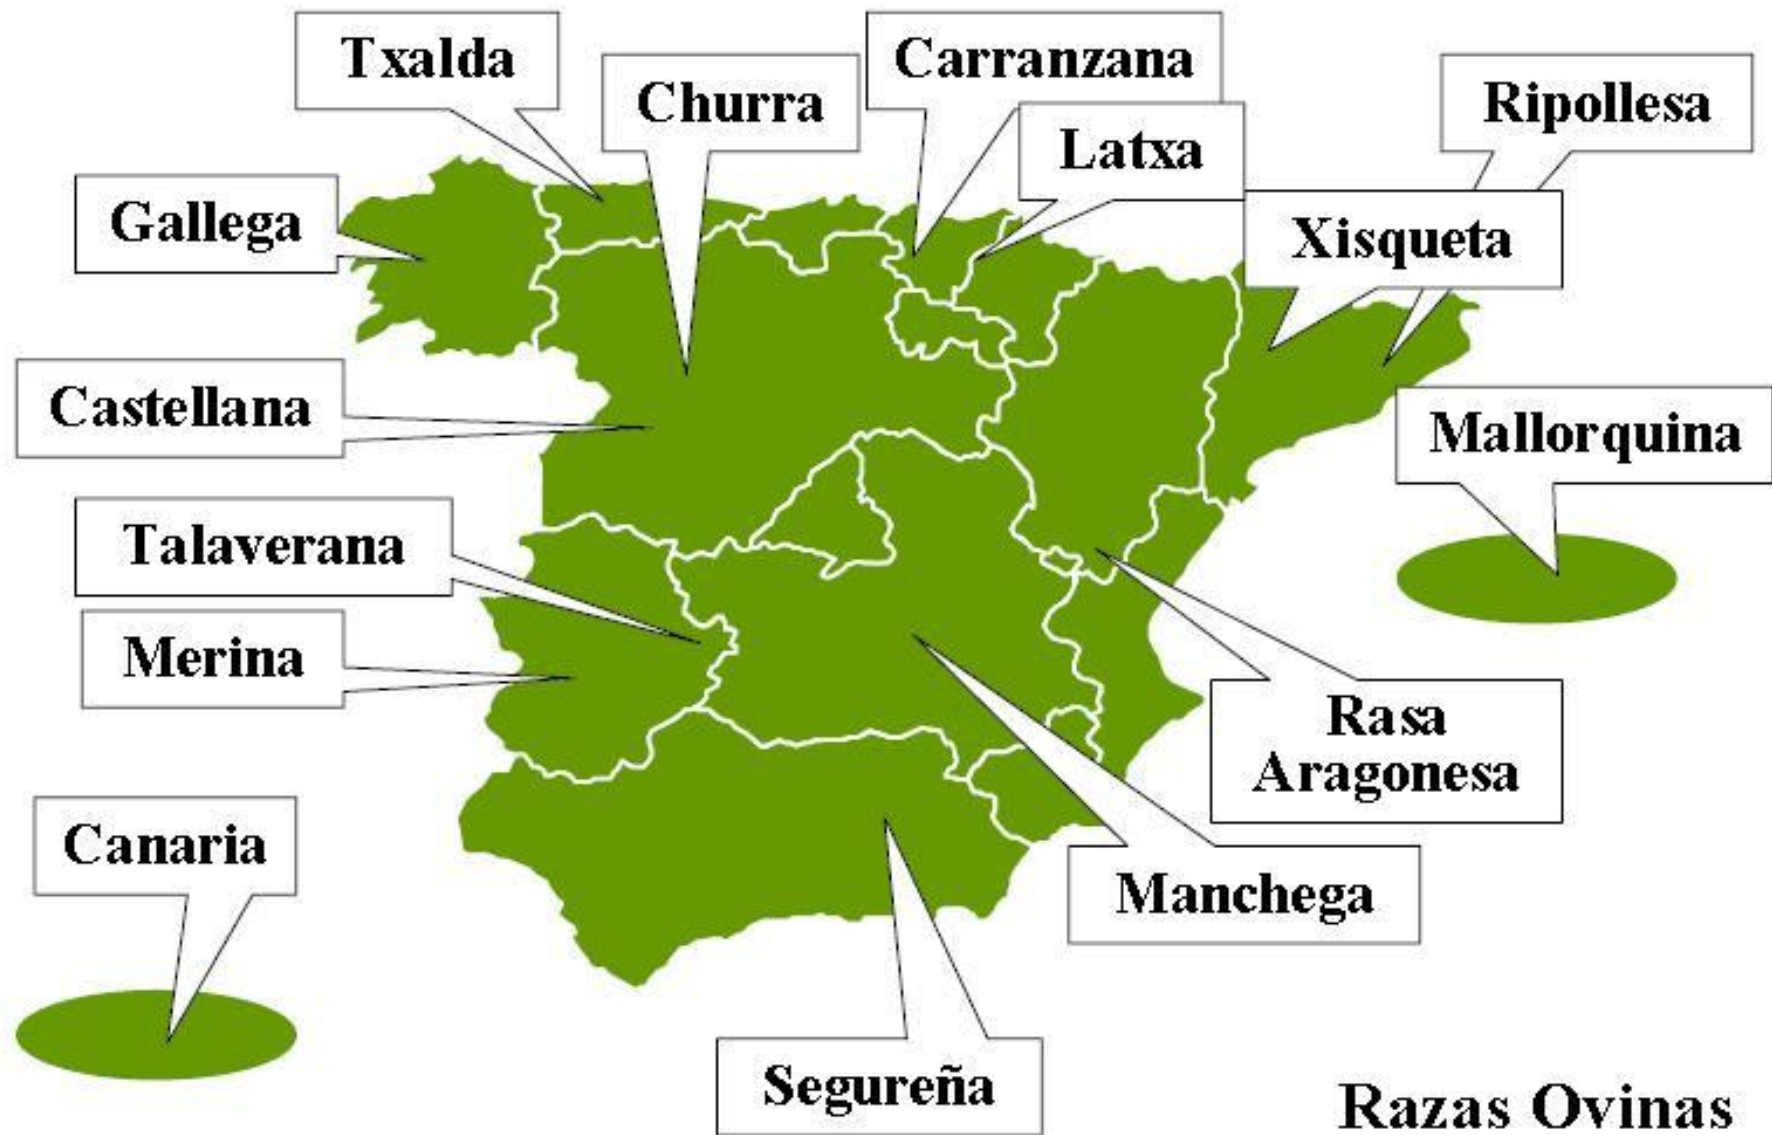 Txalda
Churra
Carranzana
Latxa
Ripollesa
Gallega
Xisqueta
Castellana
Mallorquina
Talaverana
Merina
Rasa
Aragonesa
Canaria
Manchega
Segureña
Razas Ovinas